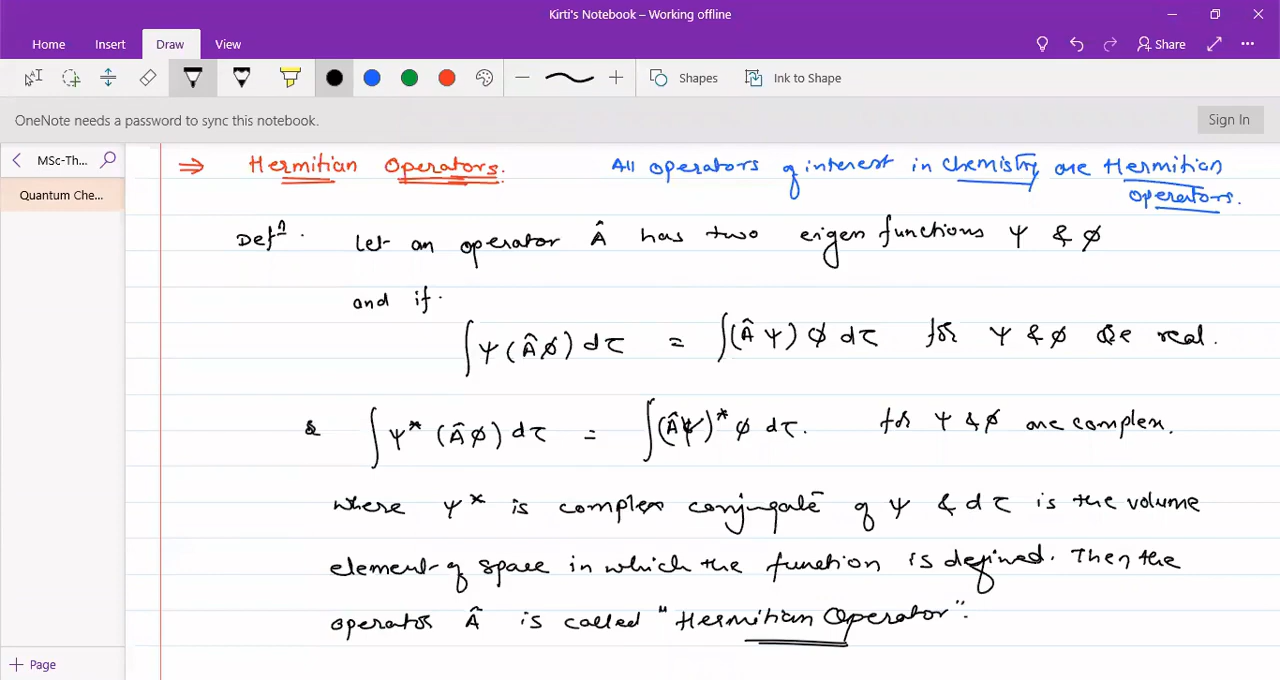 Kirti's Notebook – Working offline
Home Insert Draw View
Share
Shapes Ink to Shape
OneNote needs a password to sync this notebook. Sign In
MSc-Th...
Quantum Che...
⇒ Hermitian Operators. All operators of interest in chemistry are Hermitian
operators.
Defⁿ. Let an operator Â has two eigen functions Ψ & ϕ
and if.
∫Ψ(Âϕ)dτ = ∫(ÂΨ)ϕ dτ for Ψ & ϕ are real.
& ∫Ψ*(Âϕ)dτ = ∫(ÂΨ)*ϕ dτ. for Ψ & ϕ are complex.
where Ψ* is complex conjugate of Ψ & dτ is the volume
element of space in which the function is defined. Then the
operator Â is called "Hermitian Operator".
+ Page